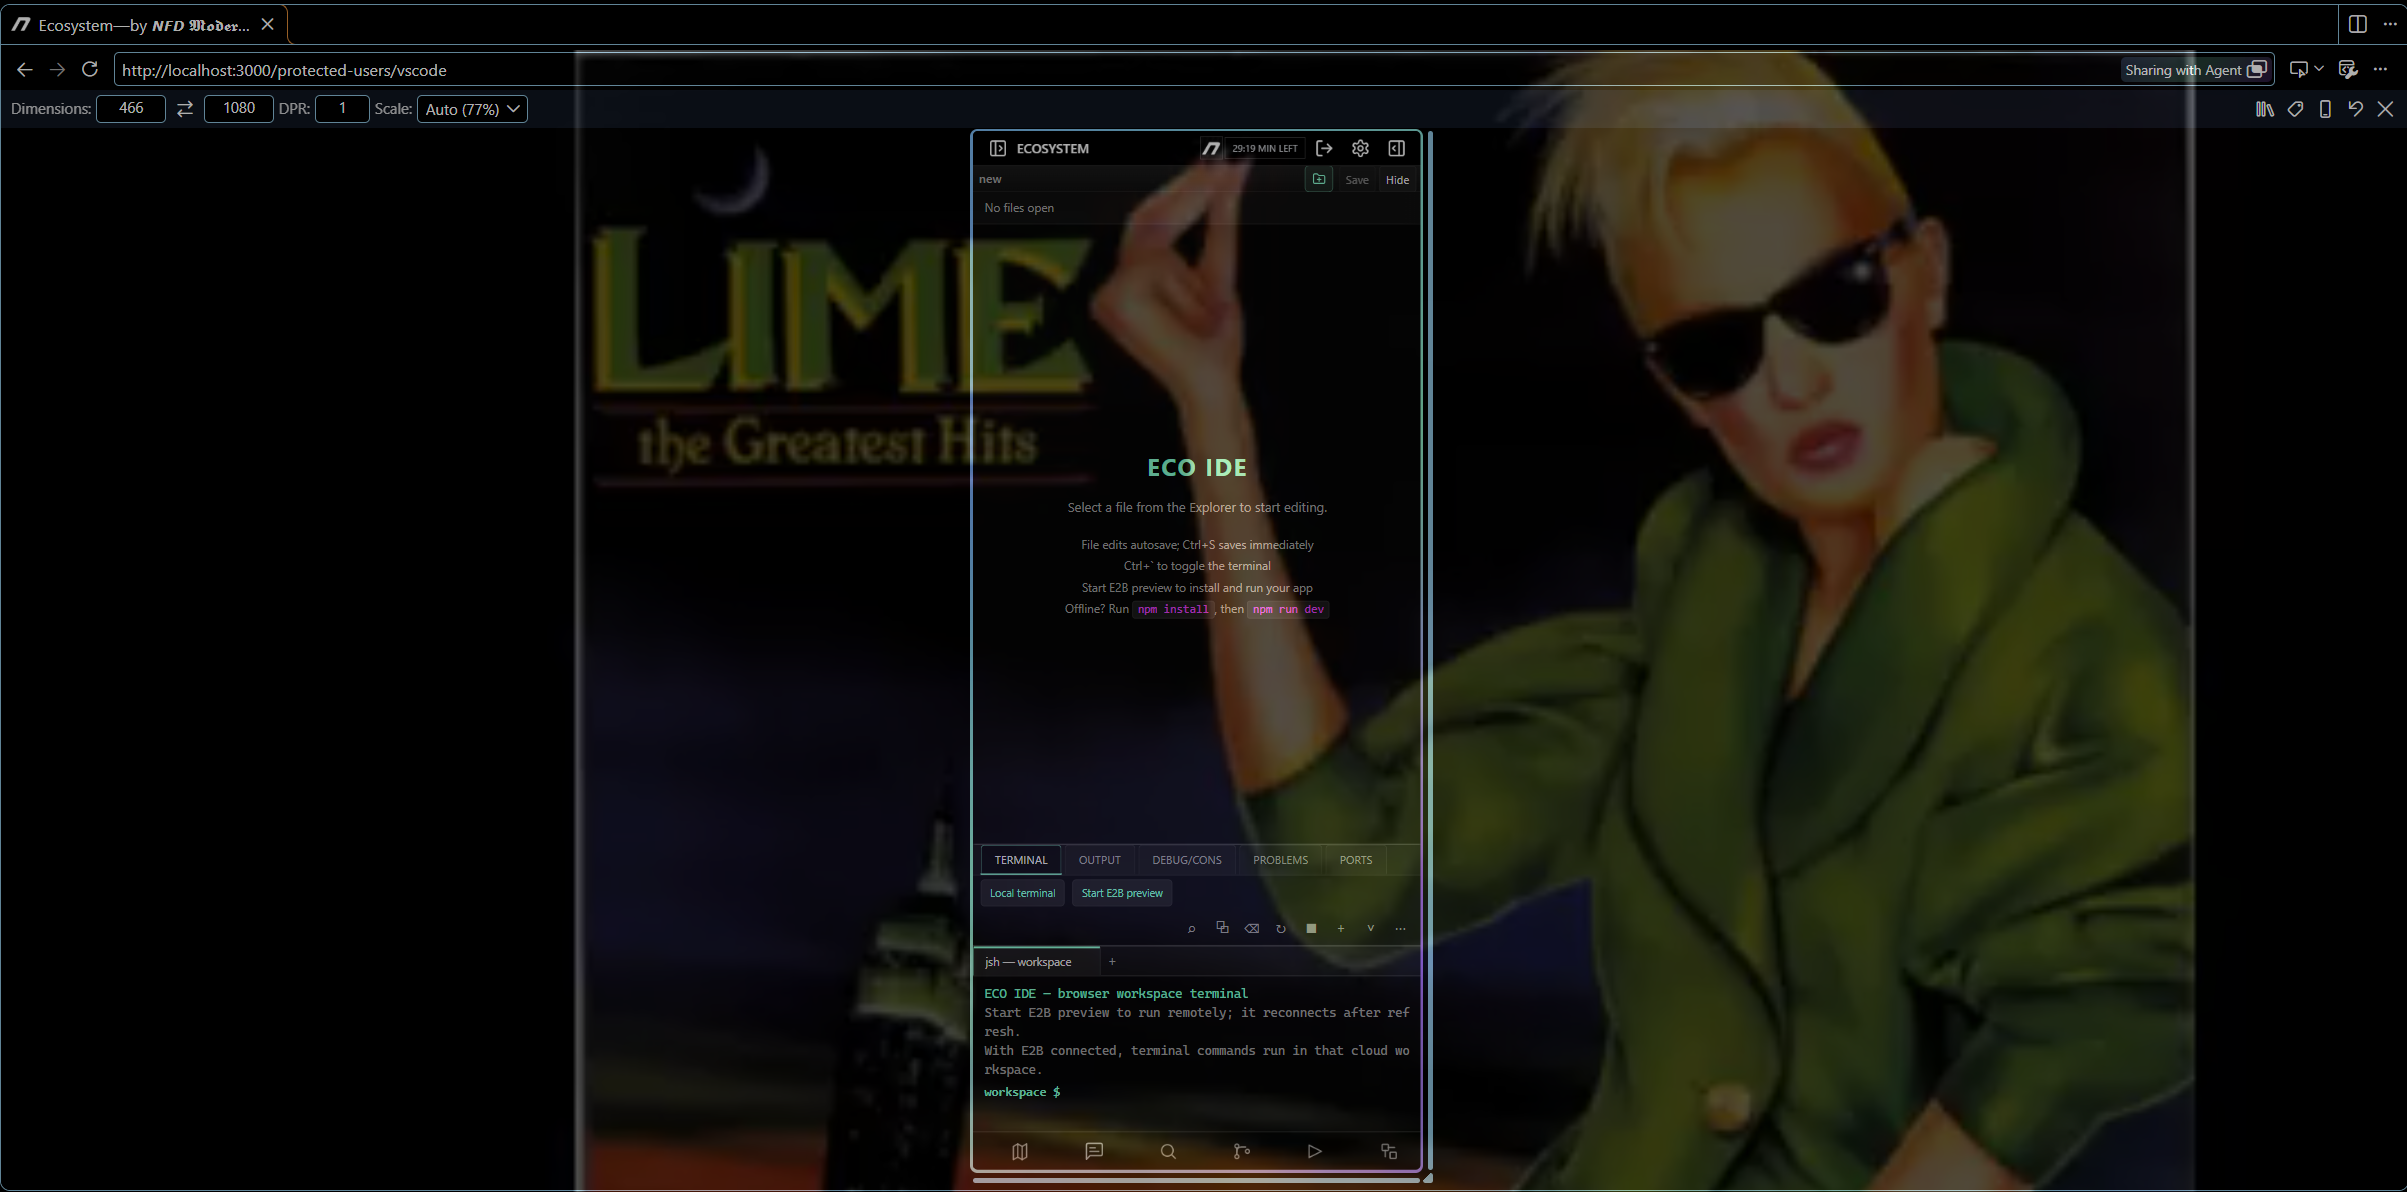 Ecosystem—by NFD Moder...
http://localhost:3000/protected-users/vscode
Sharing with Agent
Dimensions: 466 1080 DPR: 1 Scale: Auto (77%)
ECOSYSTEM
29:19 MIN LEFT
new
Save
Hide
No files open
LIME
the Greatest Hits
ECO IDE
Select a file from the Explorer to start editing.
File edits autosave; Ctrl+S saves immediately
Ctrl+` to toggle the terminal
Start E2B preview to install and run your app
Offline? Run npm install, then npm run dev
TERMINAL OUTPUT DEBUG/CONS PROBLEMS PORTS
Local terminal Start E2B preview
jsh — workspace +
ECO IDE — browser workspace terminal
Start E2B preview to run remotely; it reconnects after ref
resh.
With E2B connected, terminal commands run in that cloud wo
rkspace.
workspace $